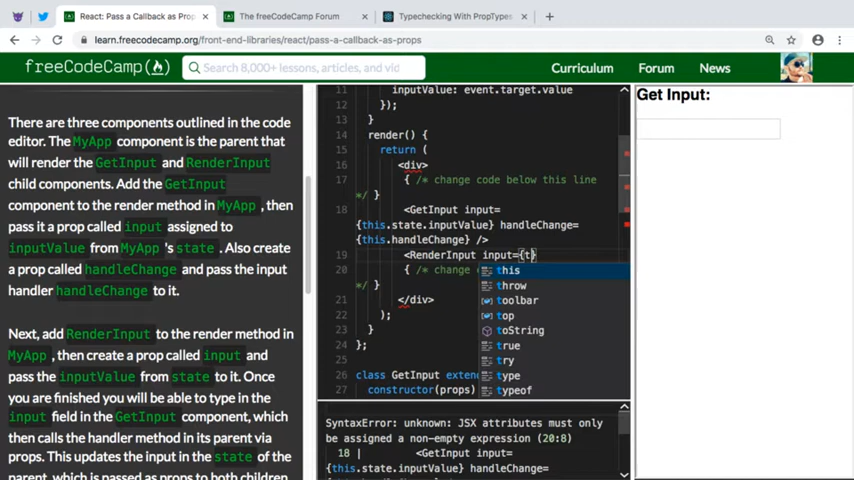 React: Pass a Callback as Prop
The freeCodeCamp Forum
Typechecking With PropTypes
learn.freecodecamp.org/front-end-libraries/react/pass-a-callback-as-props
freeCodeCamp
Search 8,000+ lessons, articles, and vid
Curriculum
Forum
News
There are three components outlined in the code
editor. The MyApp component is the parent that
will render the GetInput and RenderInput
child components. Add the GetInput
component to the render method in MyApp , then
pass it a prop called input assigned to
inputValue from MyApp 's state . Also create
a prop called handleChange and pass the input
handler handleChange to it.
Next, add RenderInput to the render method in
MyApp , then create a prop called input and
pass the inputValue from state to it. Once
you are finished you will be able to type in the
input field in the GetInput component, which
then calls the handler method in its parent via
props. This updates the input in the state of the
parent, which is passed as props to both children
11 inputValue: event.target.value
12 });
13 }
14 render() {
15 return (
16 <div>
17 { /* change code below this line
*/ }
18 <GetInput input=
{this.state.inputValue} handleChange=
{this.handleChange} />
19 <RenderInput input={t}
20 { /* change
*/ }
21 </div>
22 );
23 }
24 };
25
26 class GetInput exten
27 constructor(props)
this
throw
toolbar
top
toString
true
try
type
typeof
SyntaxError: unknown: JSX attributes must only
be assigned a non-empty expression (20:8)
18 | <GetInput input=
{this.state.inputValue} handleChange=
{this.handleChange} />
Get Input: